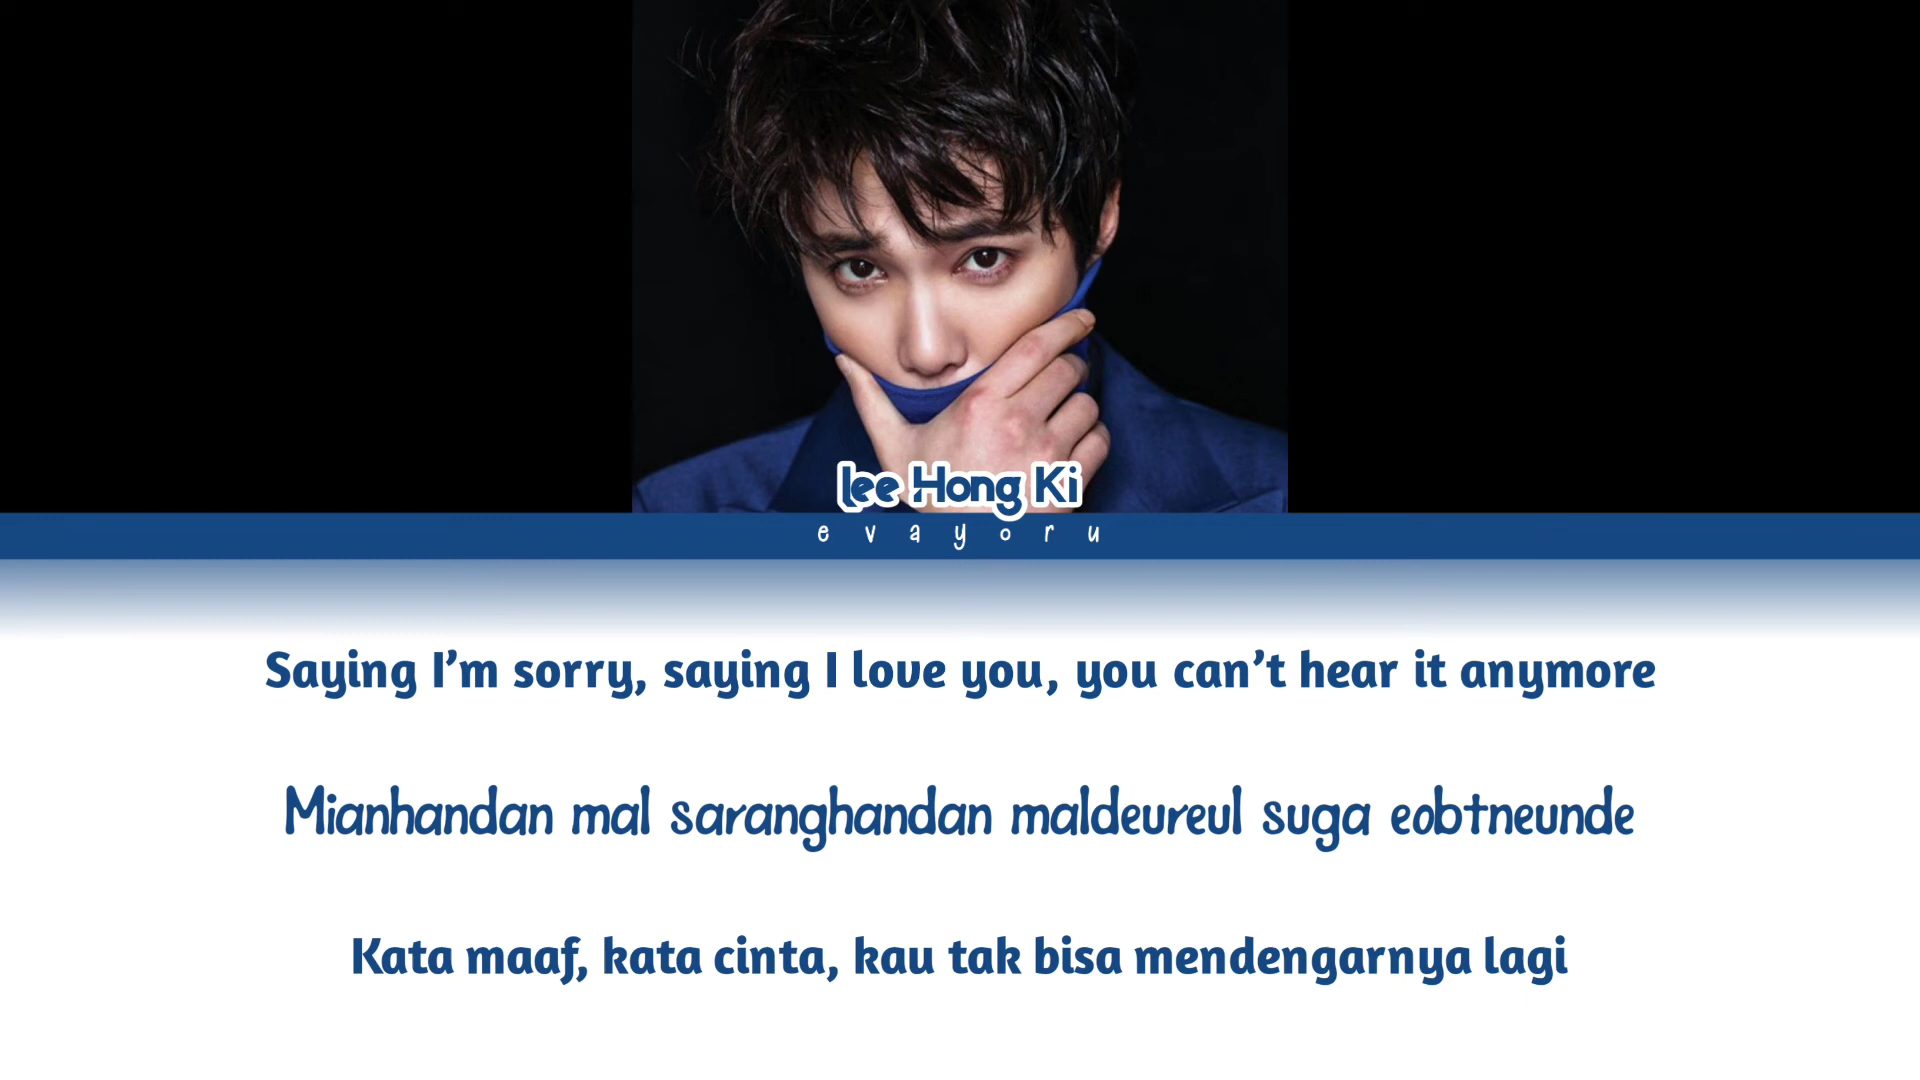 Lee Hong Ki
evayoru
Saying I'm sorry, saying I love you, you can't hear it anymore
Mianhandan mal saranghandan maldeureul suga eobtneunde
Kata maaf, kata cinta, kau tak bisa mendengarnya lagi